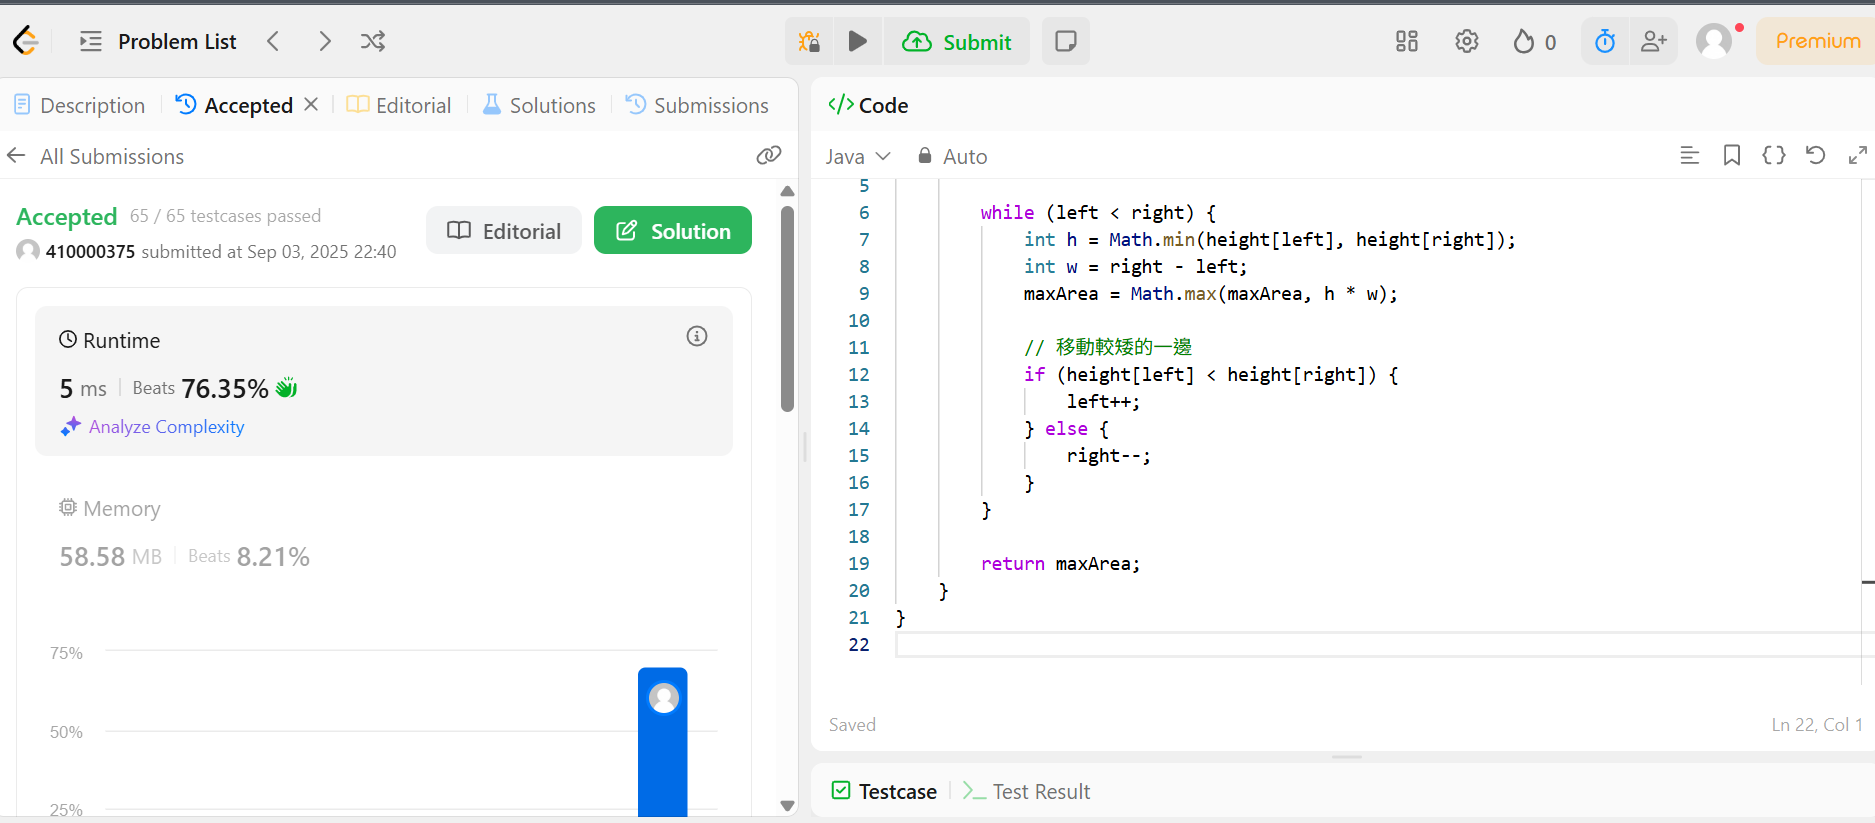 Problem List
Submit
0
Premium
Description
Accepted
Editorial
Solutions
Submissions
All Submissions
Accepted 65 / 65 testcases passed
410000375 submitted at Sep 03, 2025 22:40
Editorial
Solution
Runtime
5 ms Beats 76.35%
Analyze Complexity
Memory
58.58 MB Beats 8.21%
75%
50%
25%
</> Code
Java
Auto
5
6 while (left < right) {
7 int h = Math.min(height[left], height[right]);
8 int w = right - left;
9 maxArea = Math.max(maxArea, h * w);
10
11 // 移動較矮的一邊
12 if (height[left] < height[right]) {
13 left++;
14 } else {
15 right--;
16 }
17 }
18
19 return maxArea;
20 }
21 }
22
Saved
Ln 22, Col 1
Testcase
Test Result